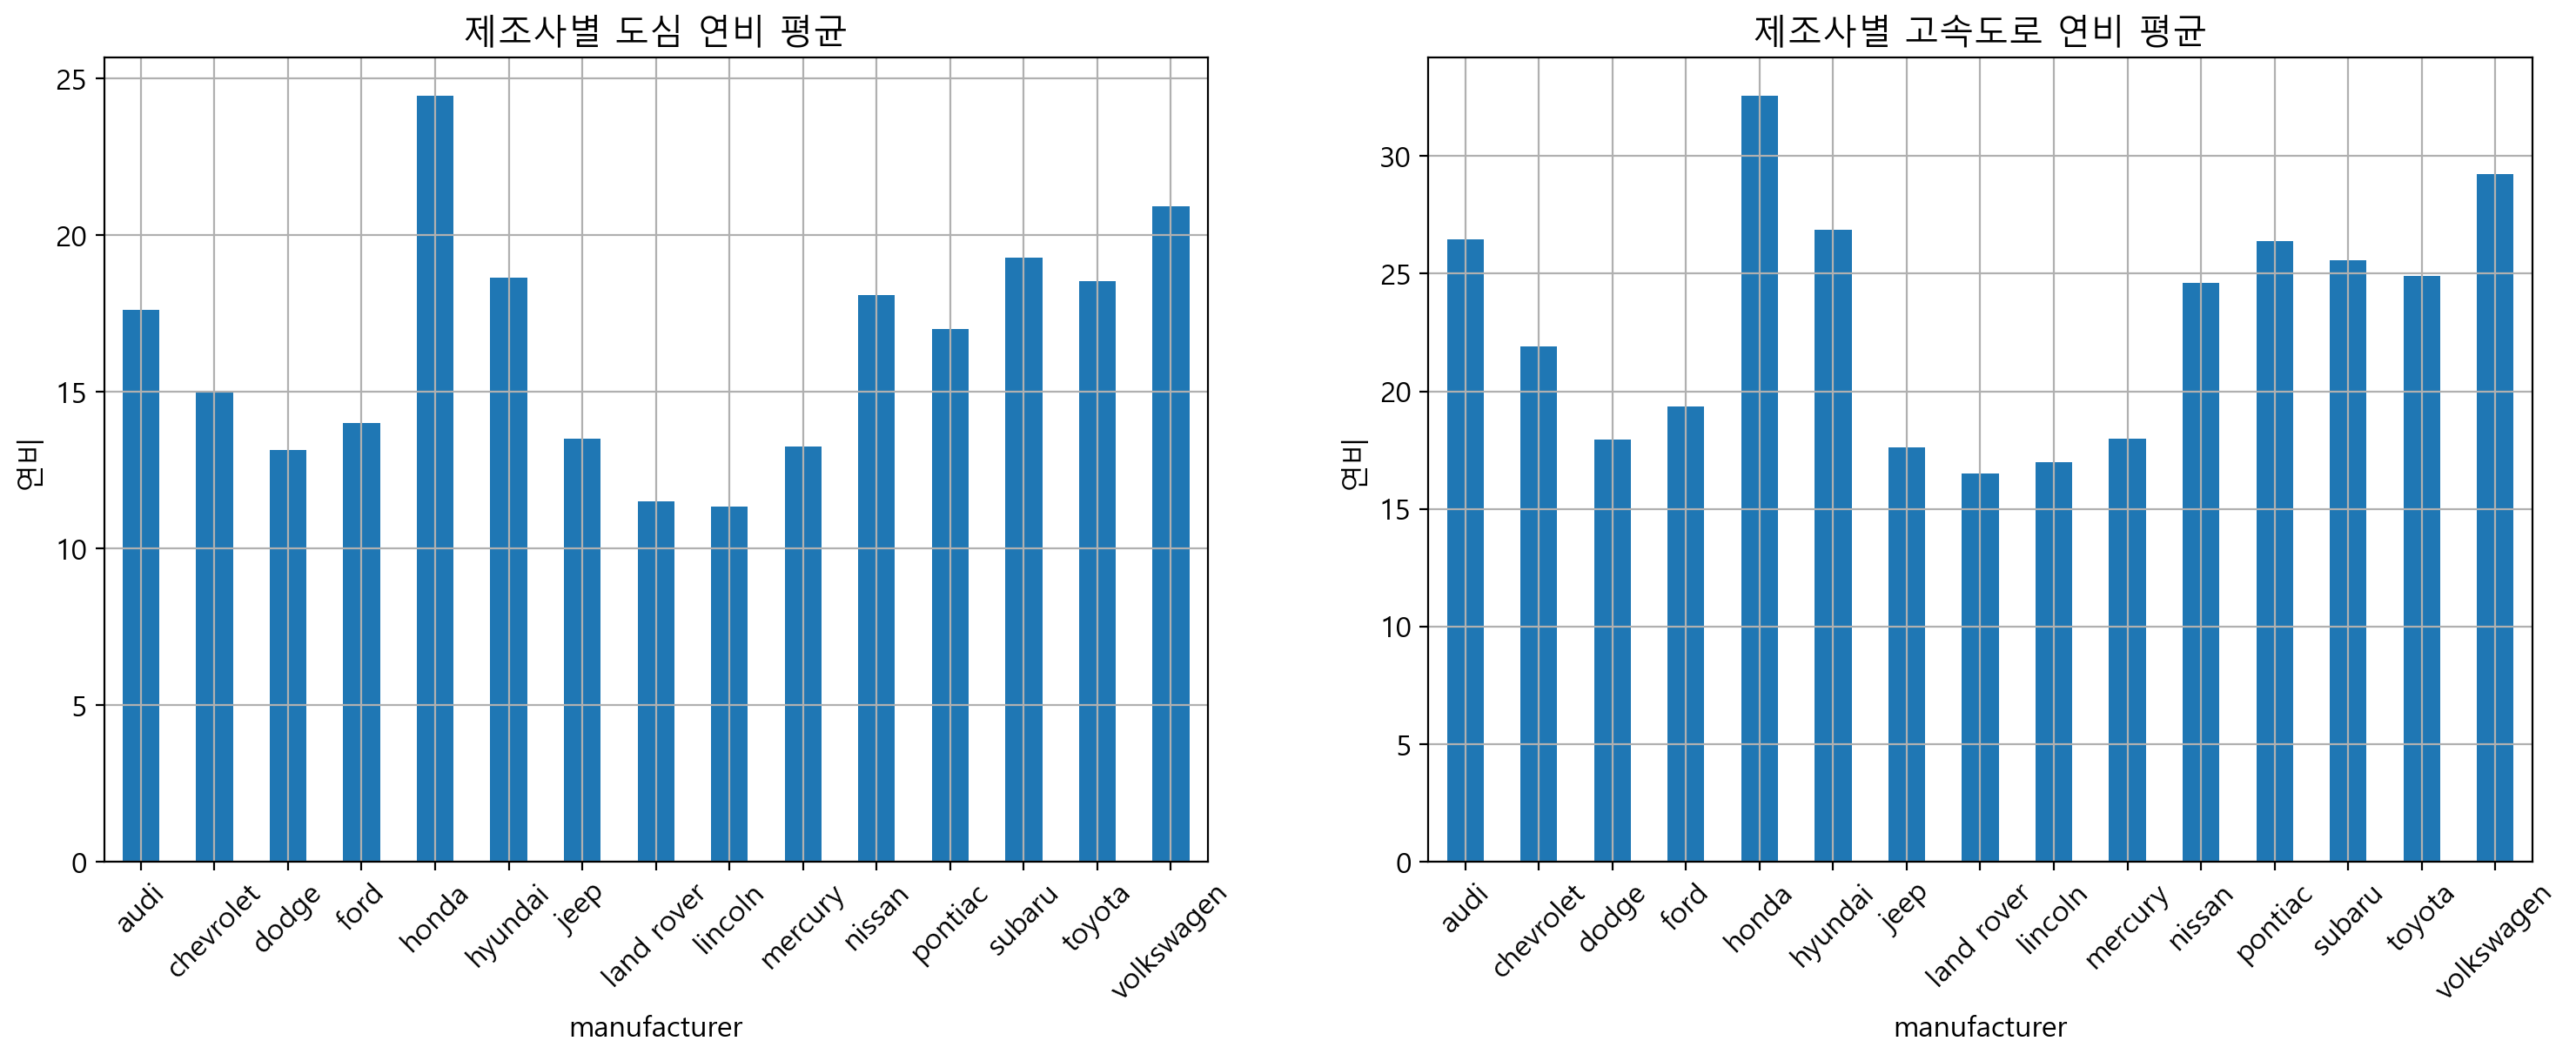 제조사별 도심 연비 평균
25
20
15
10
5
0
연비
audi
chevrolet
dodge
ford
honda
hyundai
jeep
land rover
lincoln
mercury
nissan
pontiac
subaru
toyota
volkswagen
manufacturer
제조사별 고속도로 연비 평균
30
25
20
15
10
5
0
연비
audi
chevrolet
dodge
ford
honda
hyundai
jeep
land rover
lincoln
mercury
nissan
pontiac
subaru
toyota
volkswagen
manufacturer